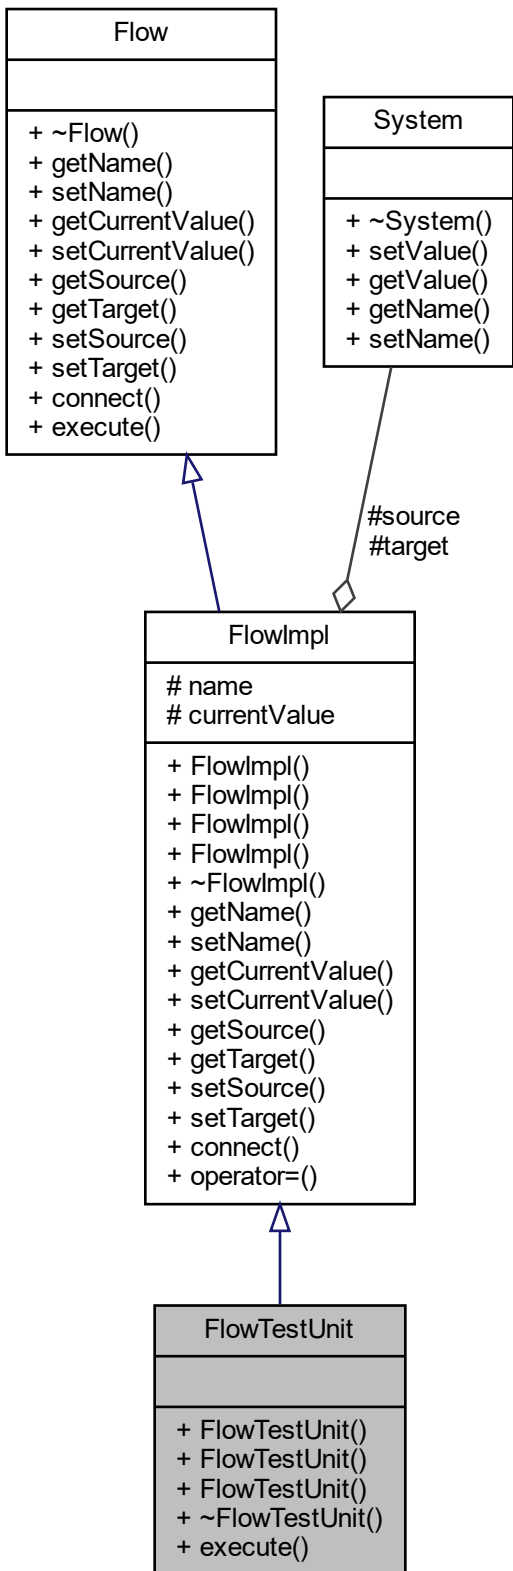 Flow
+ ~Flow()
+ getName()
+ setName()
+ getCurrentValue()
+ setCurrentValue()
+ getSource()
+ getTarget()
+ setSource()
+ setTarget()
+ connect()
+ execute()
System
+ ~System()
+ setValue()
+ getValue()
+ getName()
+ setName()
#source
#target
FlowImpl
# name
# currentValue
+ FlowImpl()
+ FlowImpl()
+ FlowImpl()
+ FlowImpl()
+ ~FlowImpl()
+ getName()
+ setName()
+ getCurrentValue()
+ setCurrentValue()
+ getSource()
+ getTarget()
+ setSource()
+ setTarget()
+ connect()
+ operator=()
FlowTestUnit
+ FlowTestUnit()
+ FlowTestUnit()
+ FlowTestUnit()
+ ~FlowTestUnit()
+ execute()